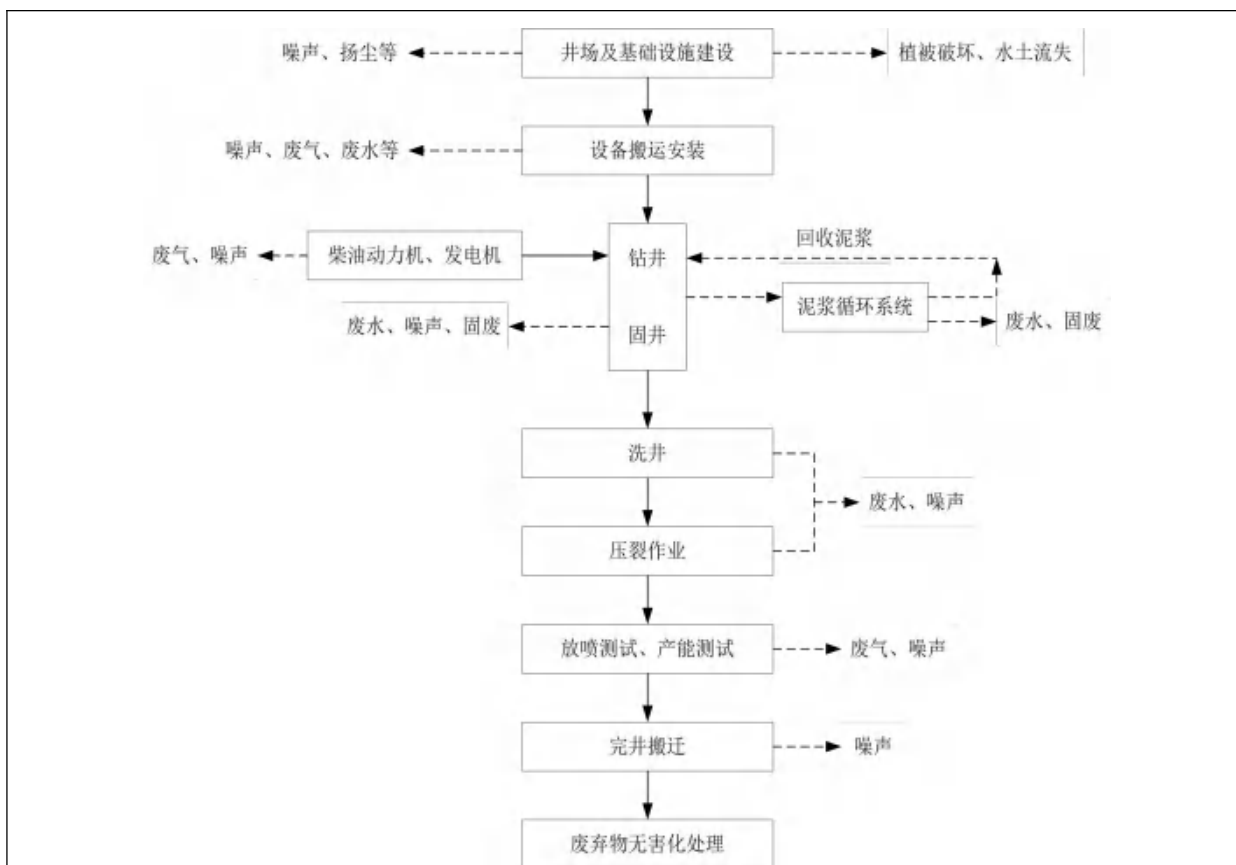 噪声、扬尘等
井场及基础设施建设
植被破坏、水土流失
噪声、废气、废水等
设备搬运安装
废气、噪声
柴油动力机、发电机
钻井
回收泥浆
泥浆循环系统
废水、噪声、固废
固井
废水、固废
洗井
废水、噪声
压裂作业
放喷测试、产能测试
废气、噪声
完井搬迁
噪声
废弃物无害化处理